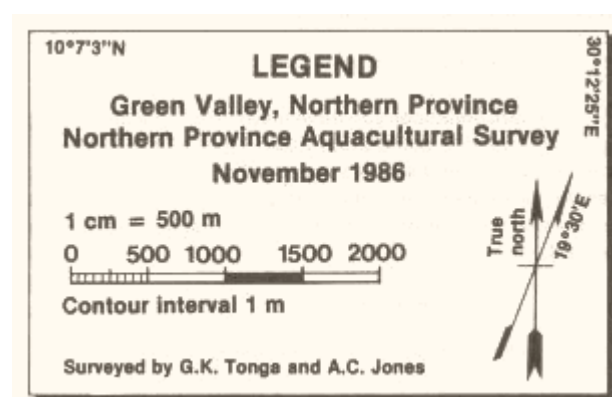 10°7'3"N
30°12'25"E
LEGEND
Green Valley, Northern Province
Northern Province Aquacultural Survey
November 1986
1 cm = 500 m
0 500 1000 1500 2000
Contour interval 1 m
True north
19°30"E
Surveyed by G.K. Tonga and A.C. Jones